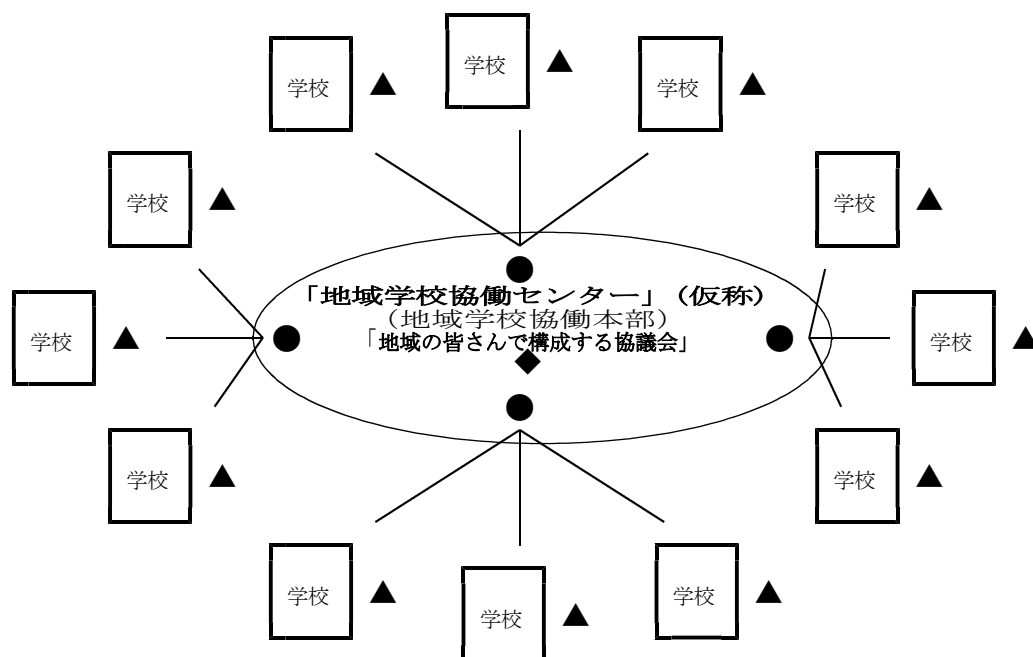 学校▲
学校▲
学校▲
学校▲
学校▲
●
「地域学校協働センター」（仮称）
（地域学校協働本部）
「地域の皆さんで構成する協議会」
学校▲
●
●
学校▲
◆
●
学校▲
学校▲
学校▲
学校▲
学校▲